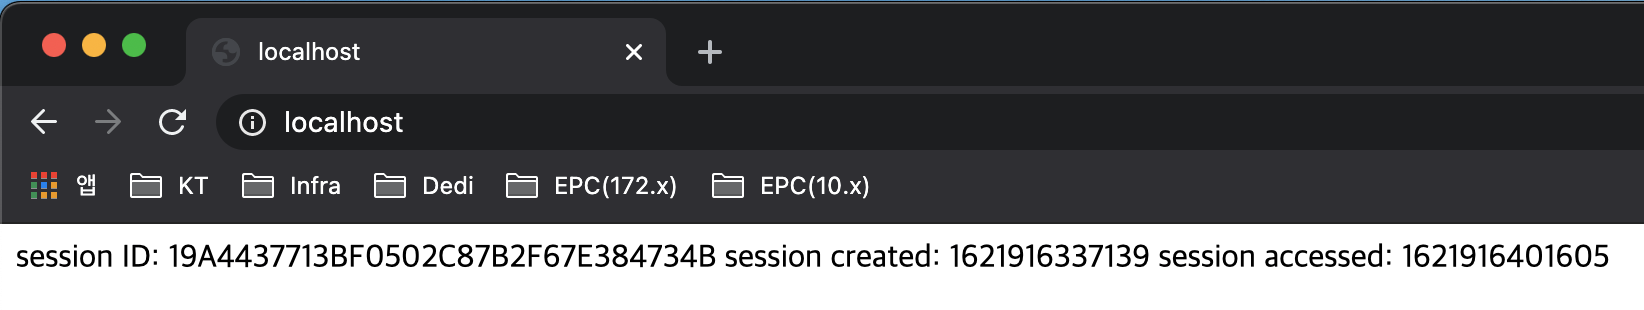 localhost
localhost
앱 KT Infra Dedi EPC(172.x) EPC(10.x)
session ID: 19A4437713BF0502C87B2F67E384734B session created: 1621916337139 session accessed: 1621916401605